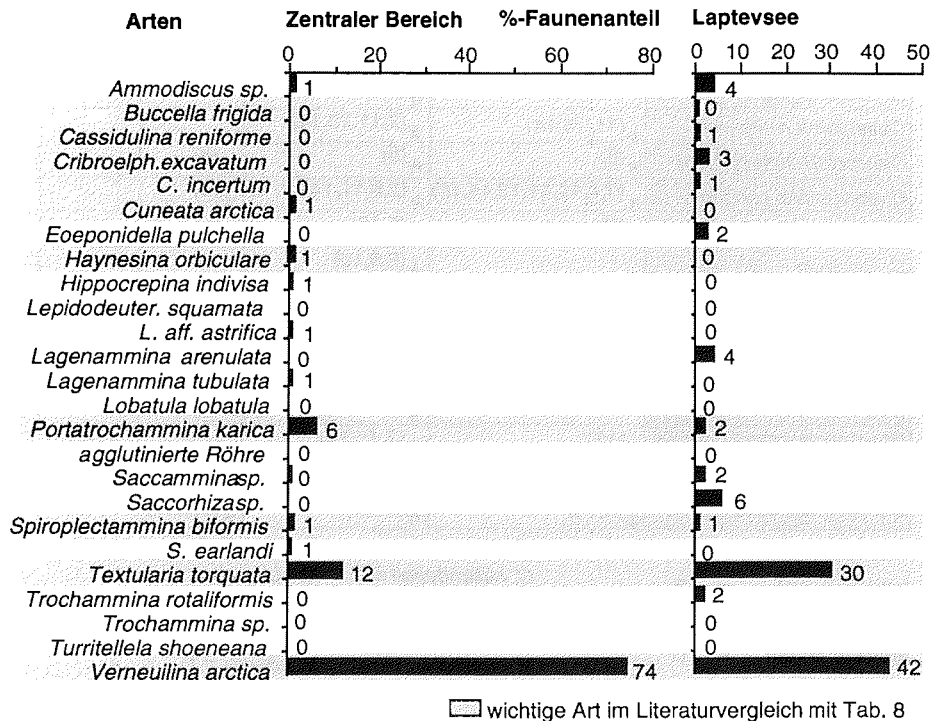 Arten Zentraler Bereich %-Faunenanteil Laptevsee
0 20 40 60 80 0 10 20 30 40 50
Ammodiscus sp. 1 4
Buccella frigida 0 0
Cassidulina reniforme 0 1
Cribroelph.excavatum 0 3
C. incertum 0 1
Cuneata arctica 1 0
Eoeponidella pulchella 0 2
Haynesina orbiculare 1 0
Hippocrepina indivisa 1 0
Lepidodeuter. squamata 0 0
L. aff. astrifica 1 0
Lagenammina arenulata 0 4
Lagenammina tubulata 1 0
Lobatula lobatula 0 0
Portatrochammina karica 6 2
agglutinierte Röhre 0 0
Saccamminasp. 0 2
Saccorhizasp. 0 6
Spiroplectammina biformis 1 1
S. earlandi 1 0
Textularia torquata 12 30
Trochammina rotaliformis 0 2
Trochammina sp. 0 0
Turritellela shoeneana 0 0
Verneuilina arctica 74 42
wichtige Art im Literaturvergleich mit Tab. 8